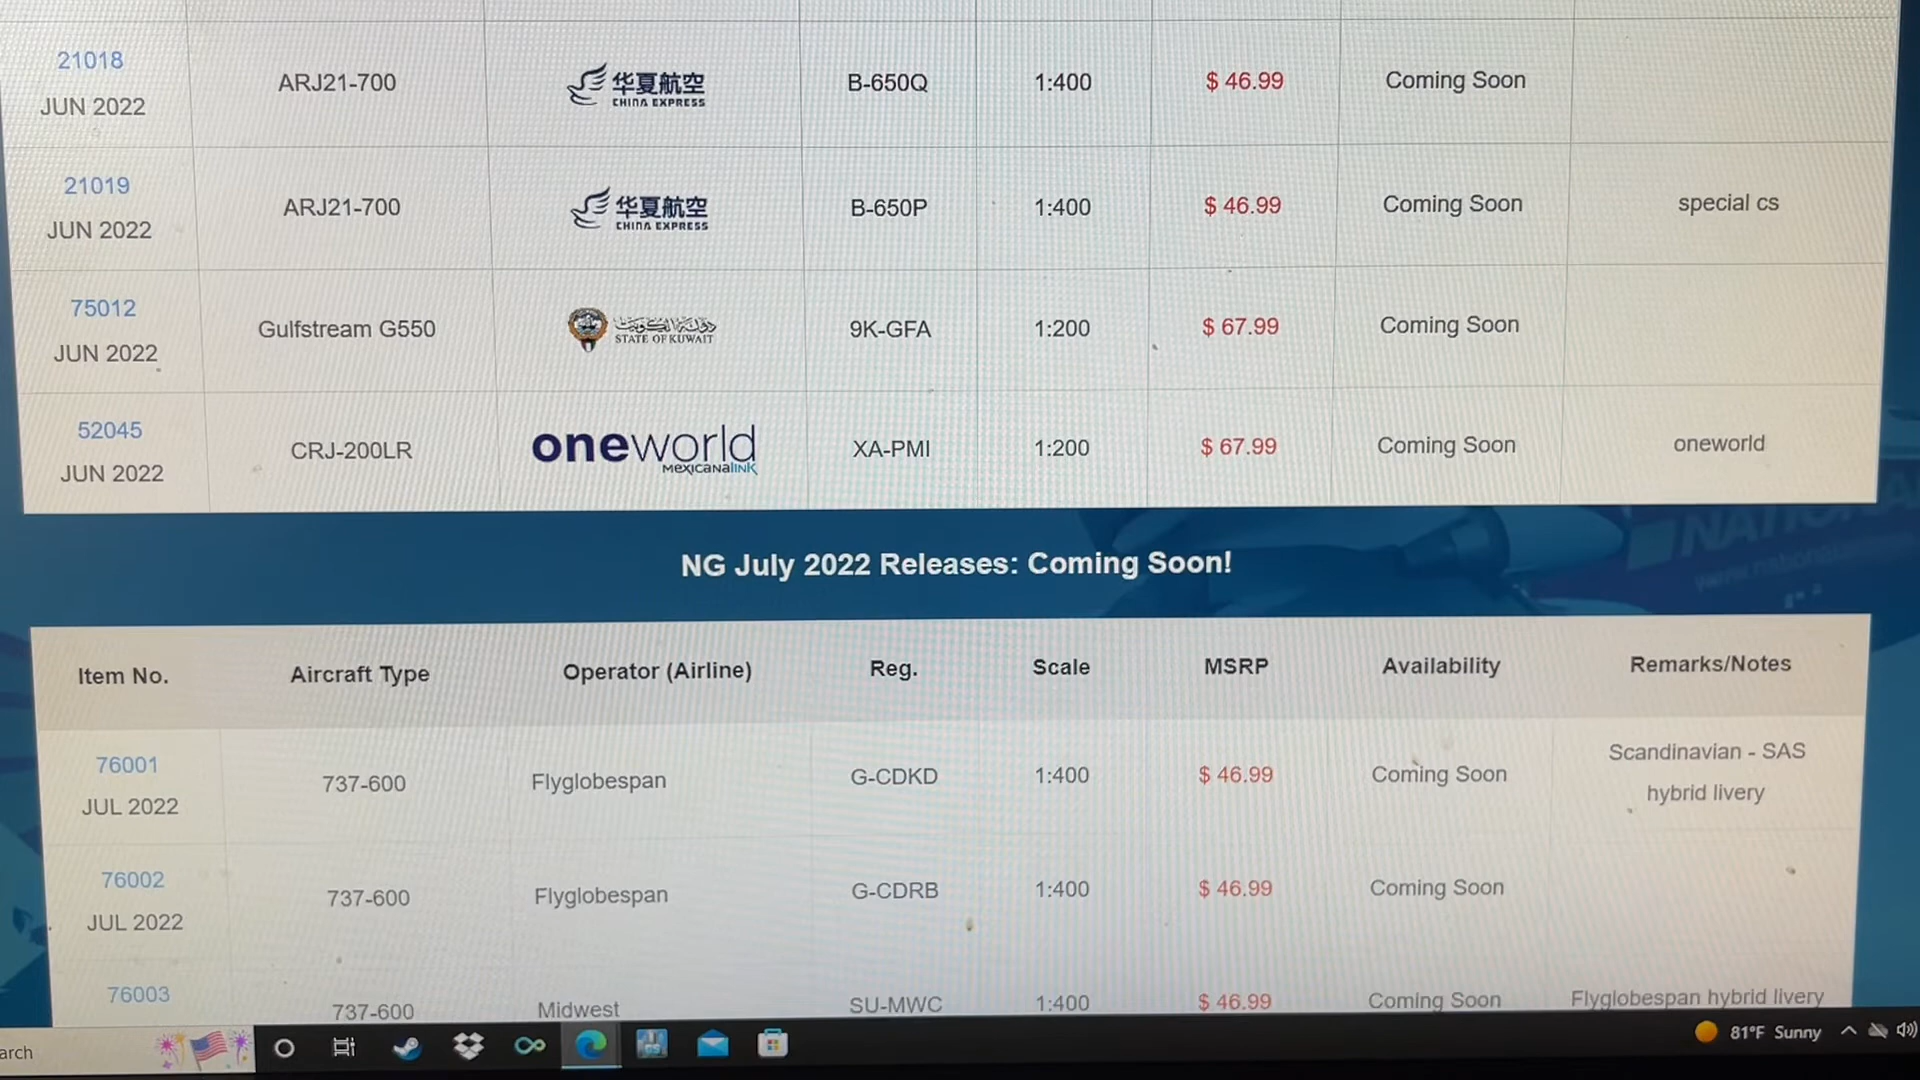 21018
JUN 2022
ARJ21-700
华夏航空
CHINA EXPRESS
B-650Q
1:400
$ 46.99
Coming Soon
21019
JUN 2022
ARJ21-700
华夏航空
CHINA EXPRESS
B-650P
1:400
$ 46.99
Coming Soon
special cs
75012
JUN 2022
Gulfstream G550
دولة الكويت
STATE OF KUWAIT
9K-GFA
1:200
$ 67.99
Coming Soon
52045
JUN 2022
CRJ-200LR
oneworld
mexicanalink
XA-PMI
1:200
$ 67.99
Coming Soon
oneworld
NATIONAL
NG July 2022 Releases: Coming Soon!
Item No.
Aircraft Type
Operator (Airline)
Reg.
Scale
MSRP
Availability
Remarks/Notes
76001
JUL 2022
737-600
Flyglobespan
G-CDKD
1:400
$ 46.99
Coming Soon
Scandinavian - SAS
hybrid livery
76002
JUL 2022
737-600
Flyglobespan
G-CDRB
1:400
$ 46.99
Coming Soon
76003
737-600
Midwest
SU-MWC
1:400
$ 46.99
Coming Soon
Flyglobespan hybrid livery
arch
81°F Sunny